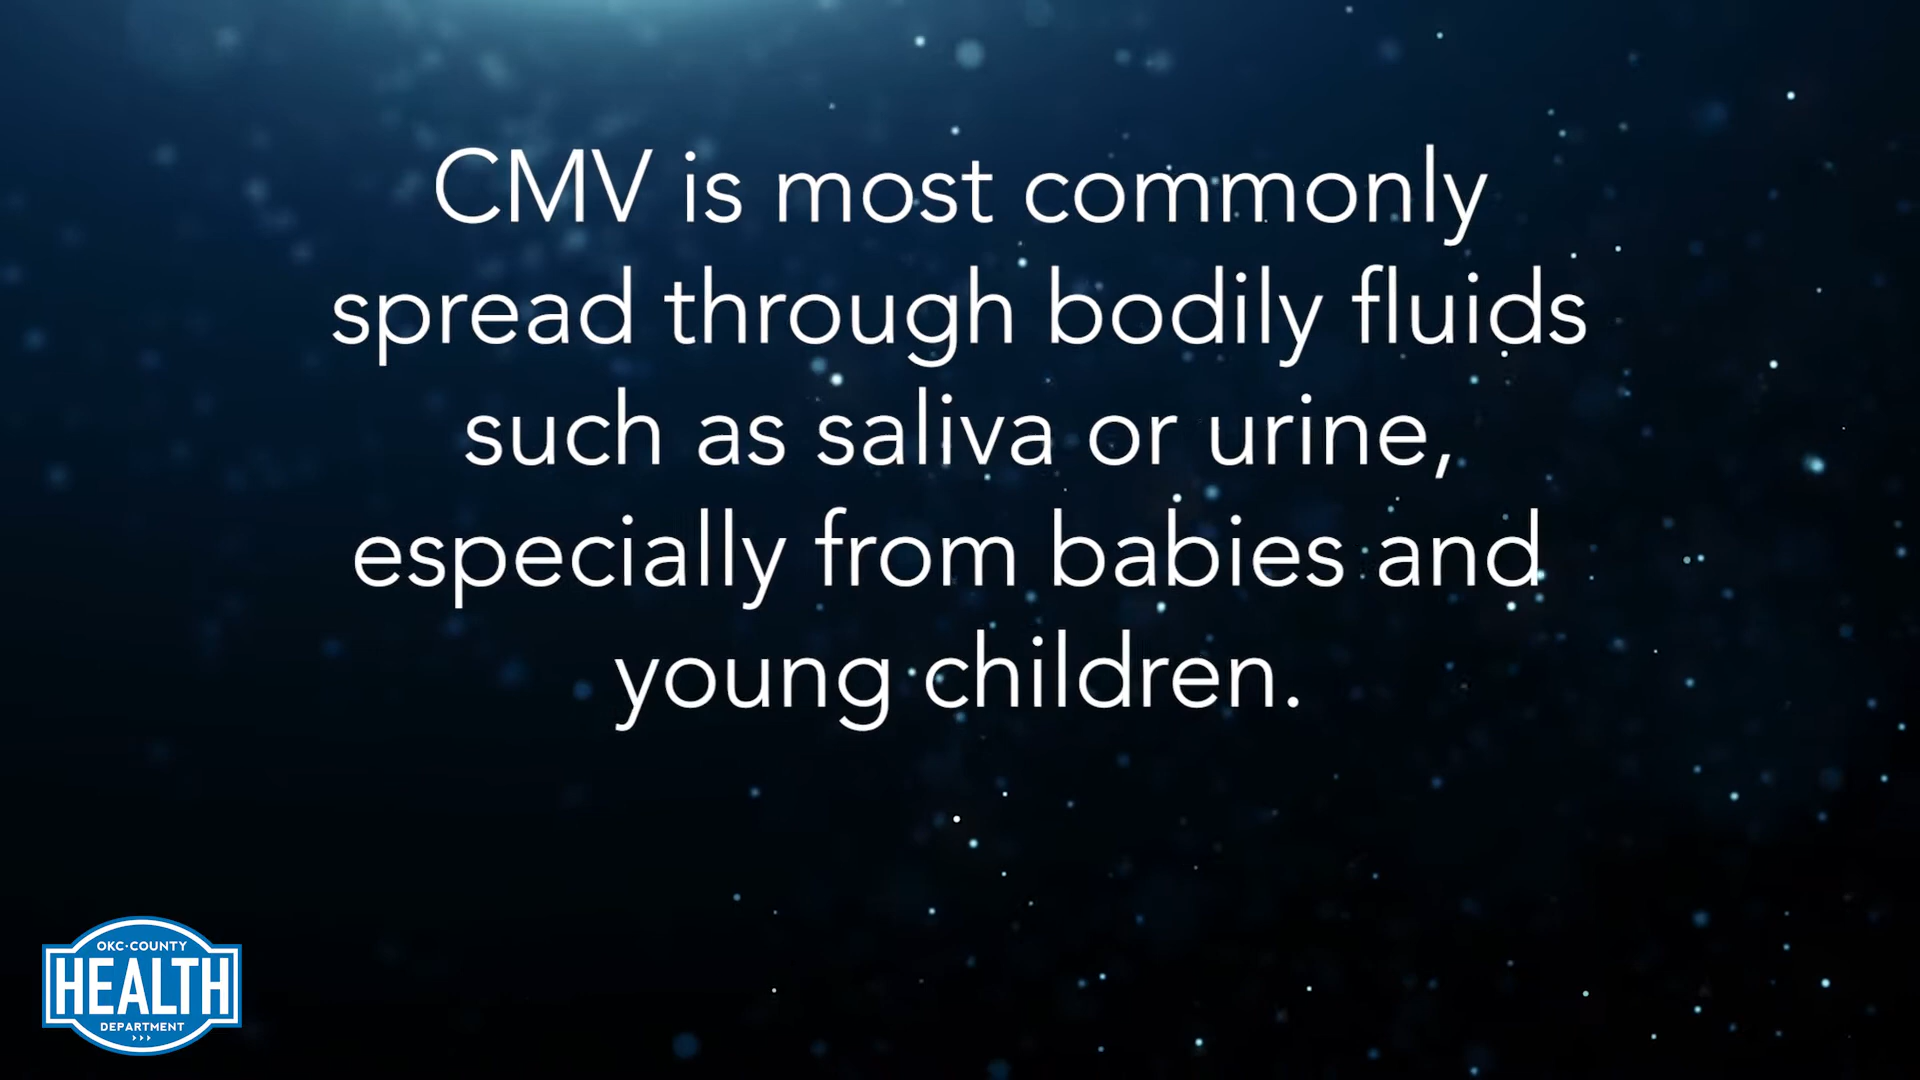 CMV is most commonly
spread through bodily fluids
such as saliva or urine,
especially from babies and
young children.
OKC·COUNTY
HEALTH
DEPARTMENT